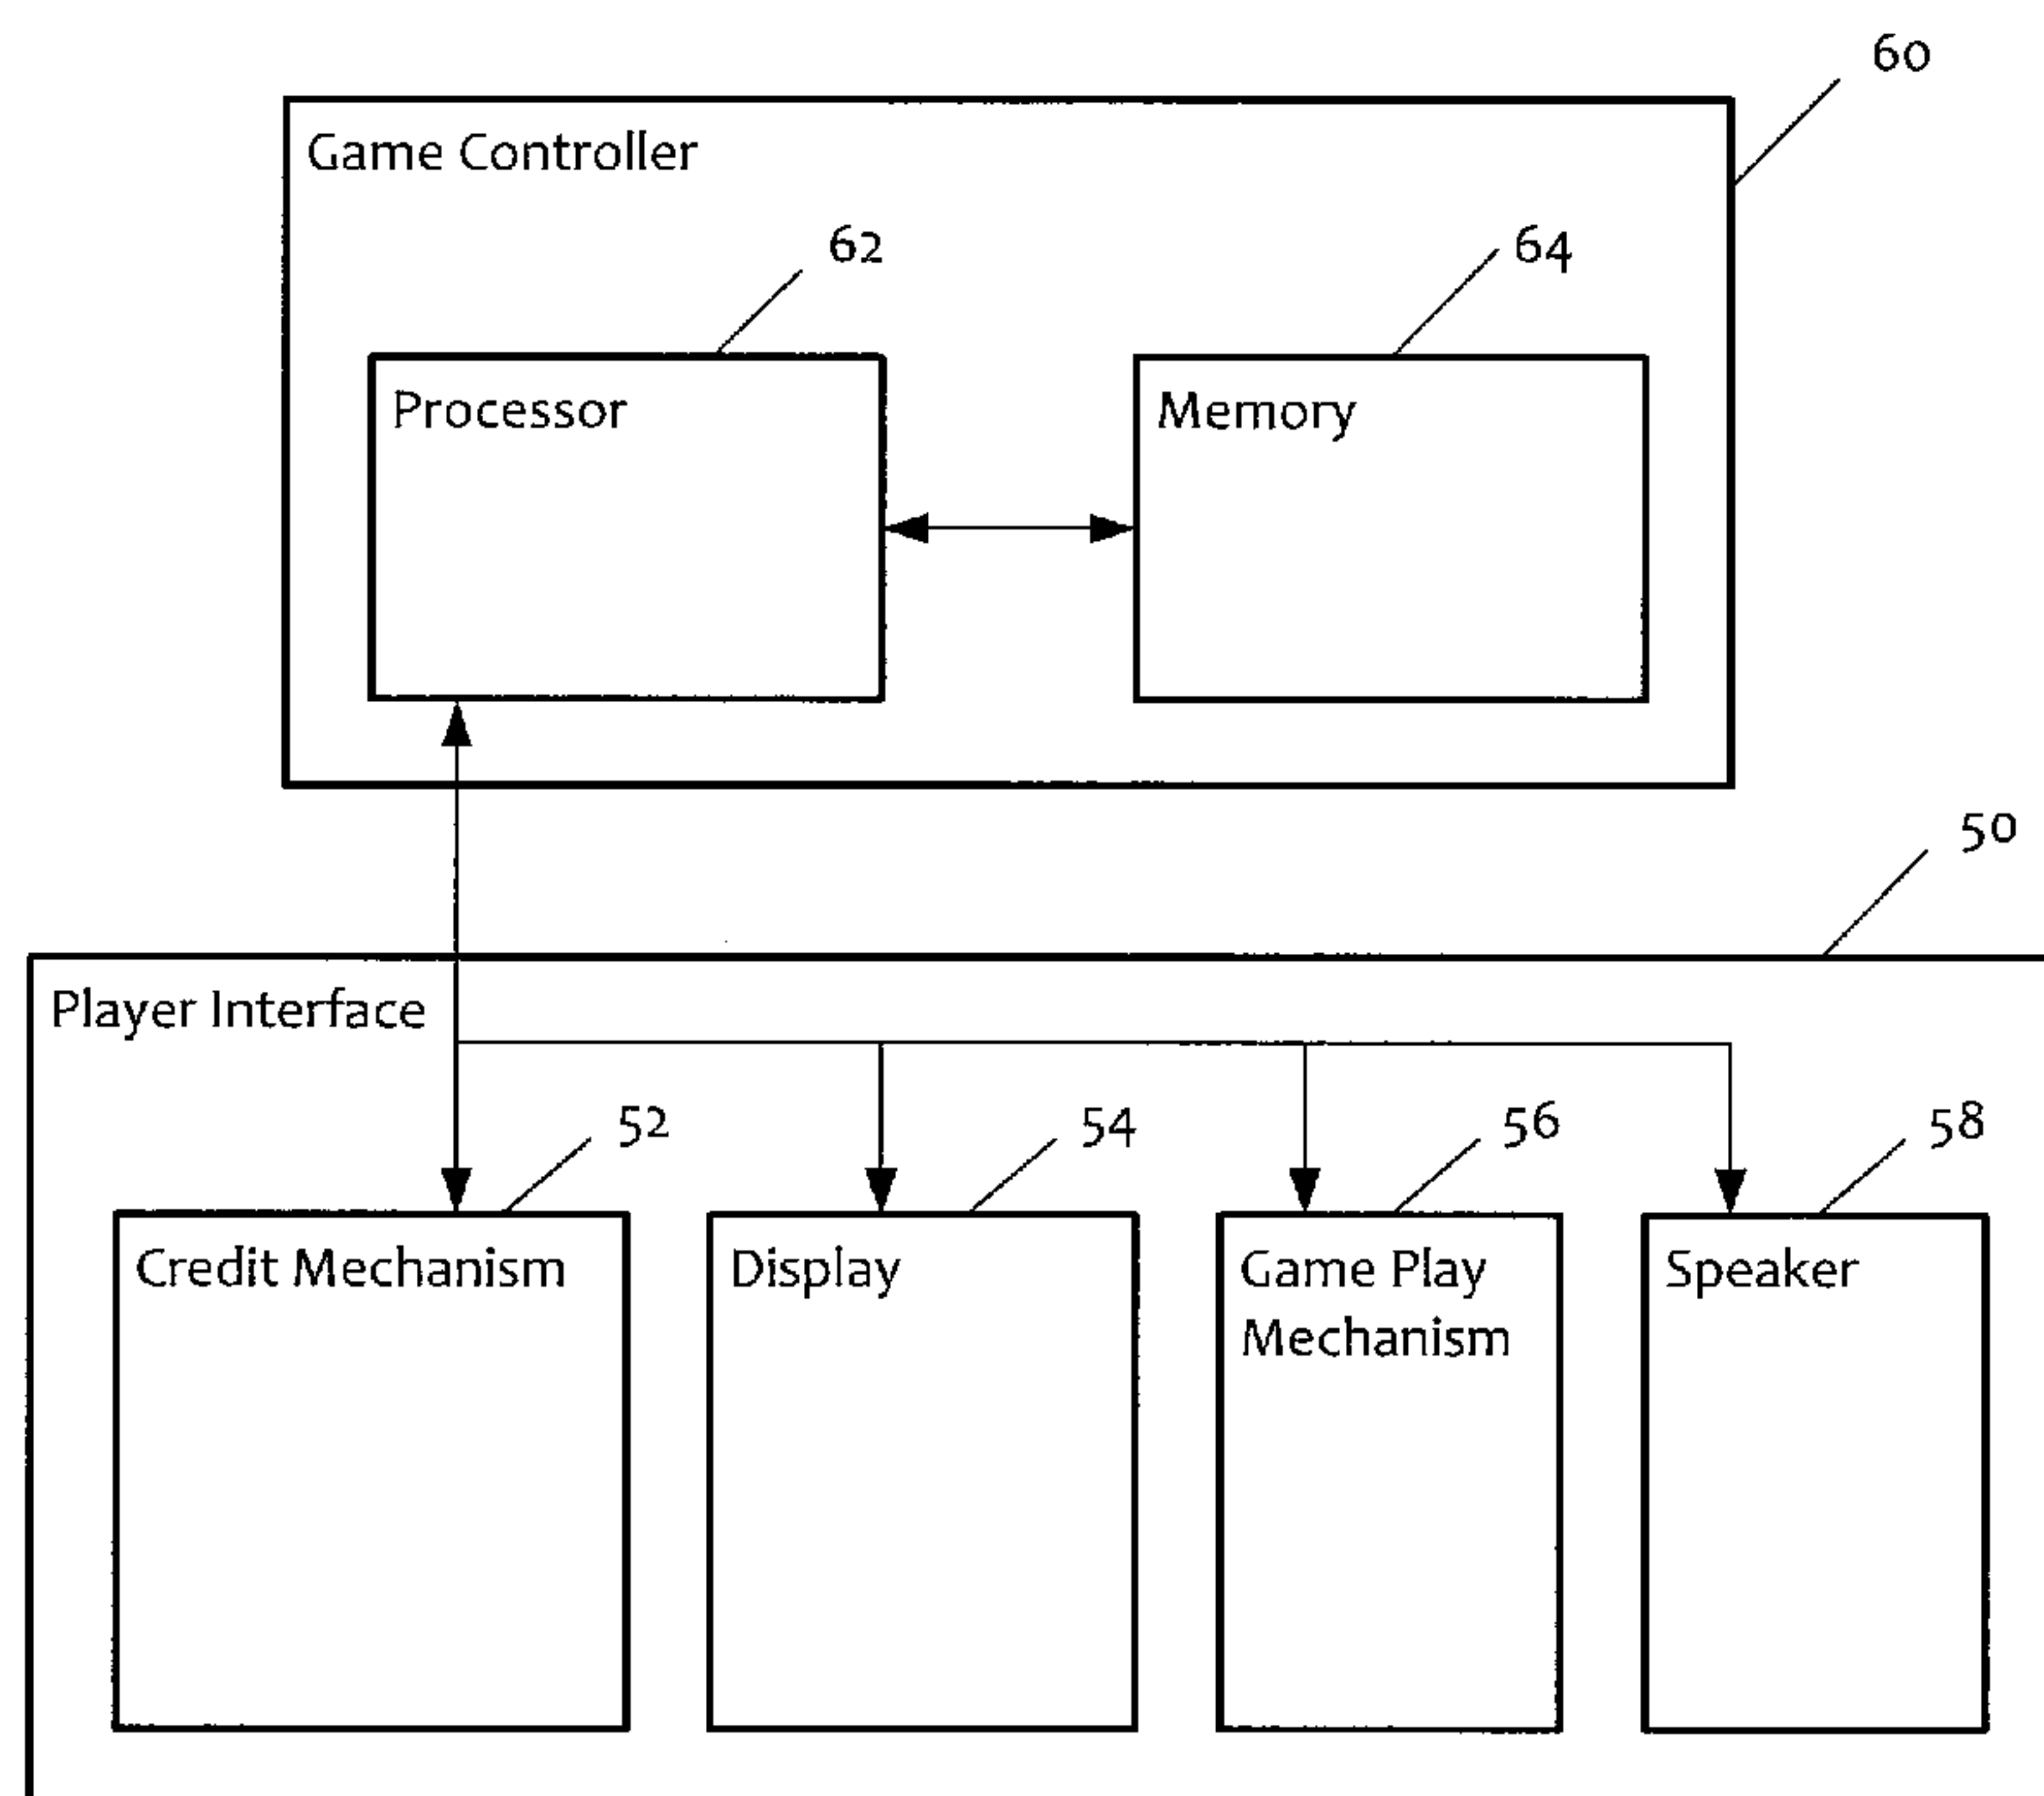 60
Game Controller
62
64
Processor
Memory
50
Player Interface
52
54
56
58
Credit Mechanism
Display
Game Play
Mechanism
Speaker